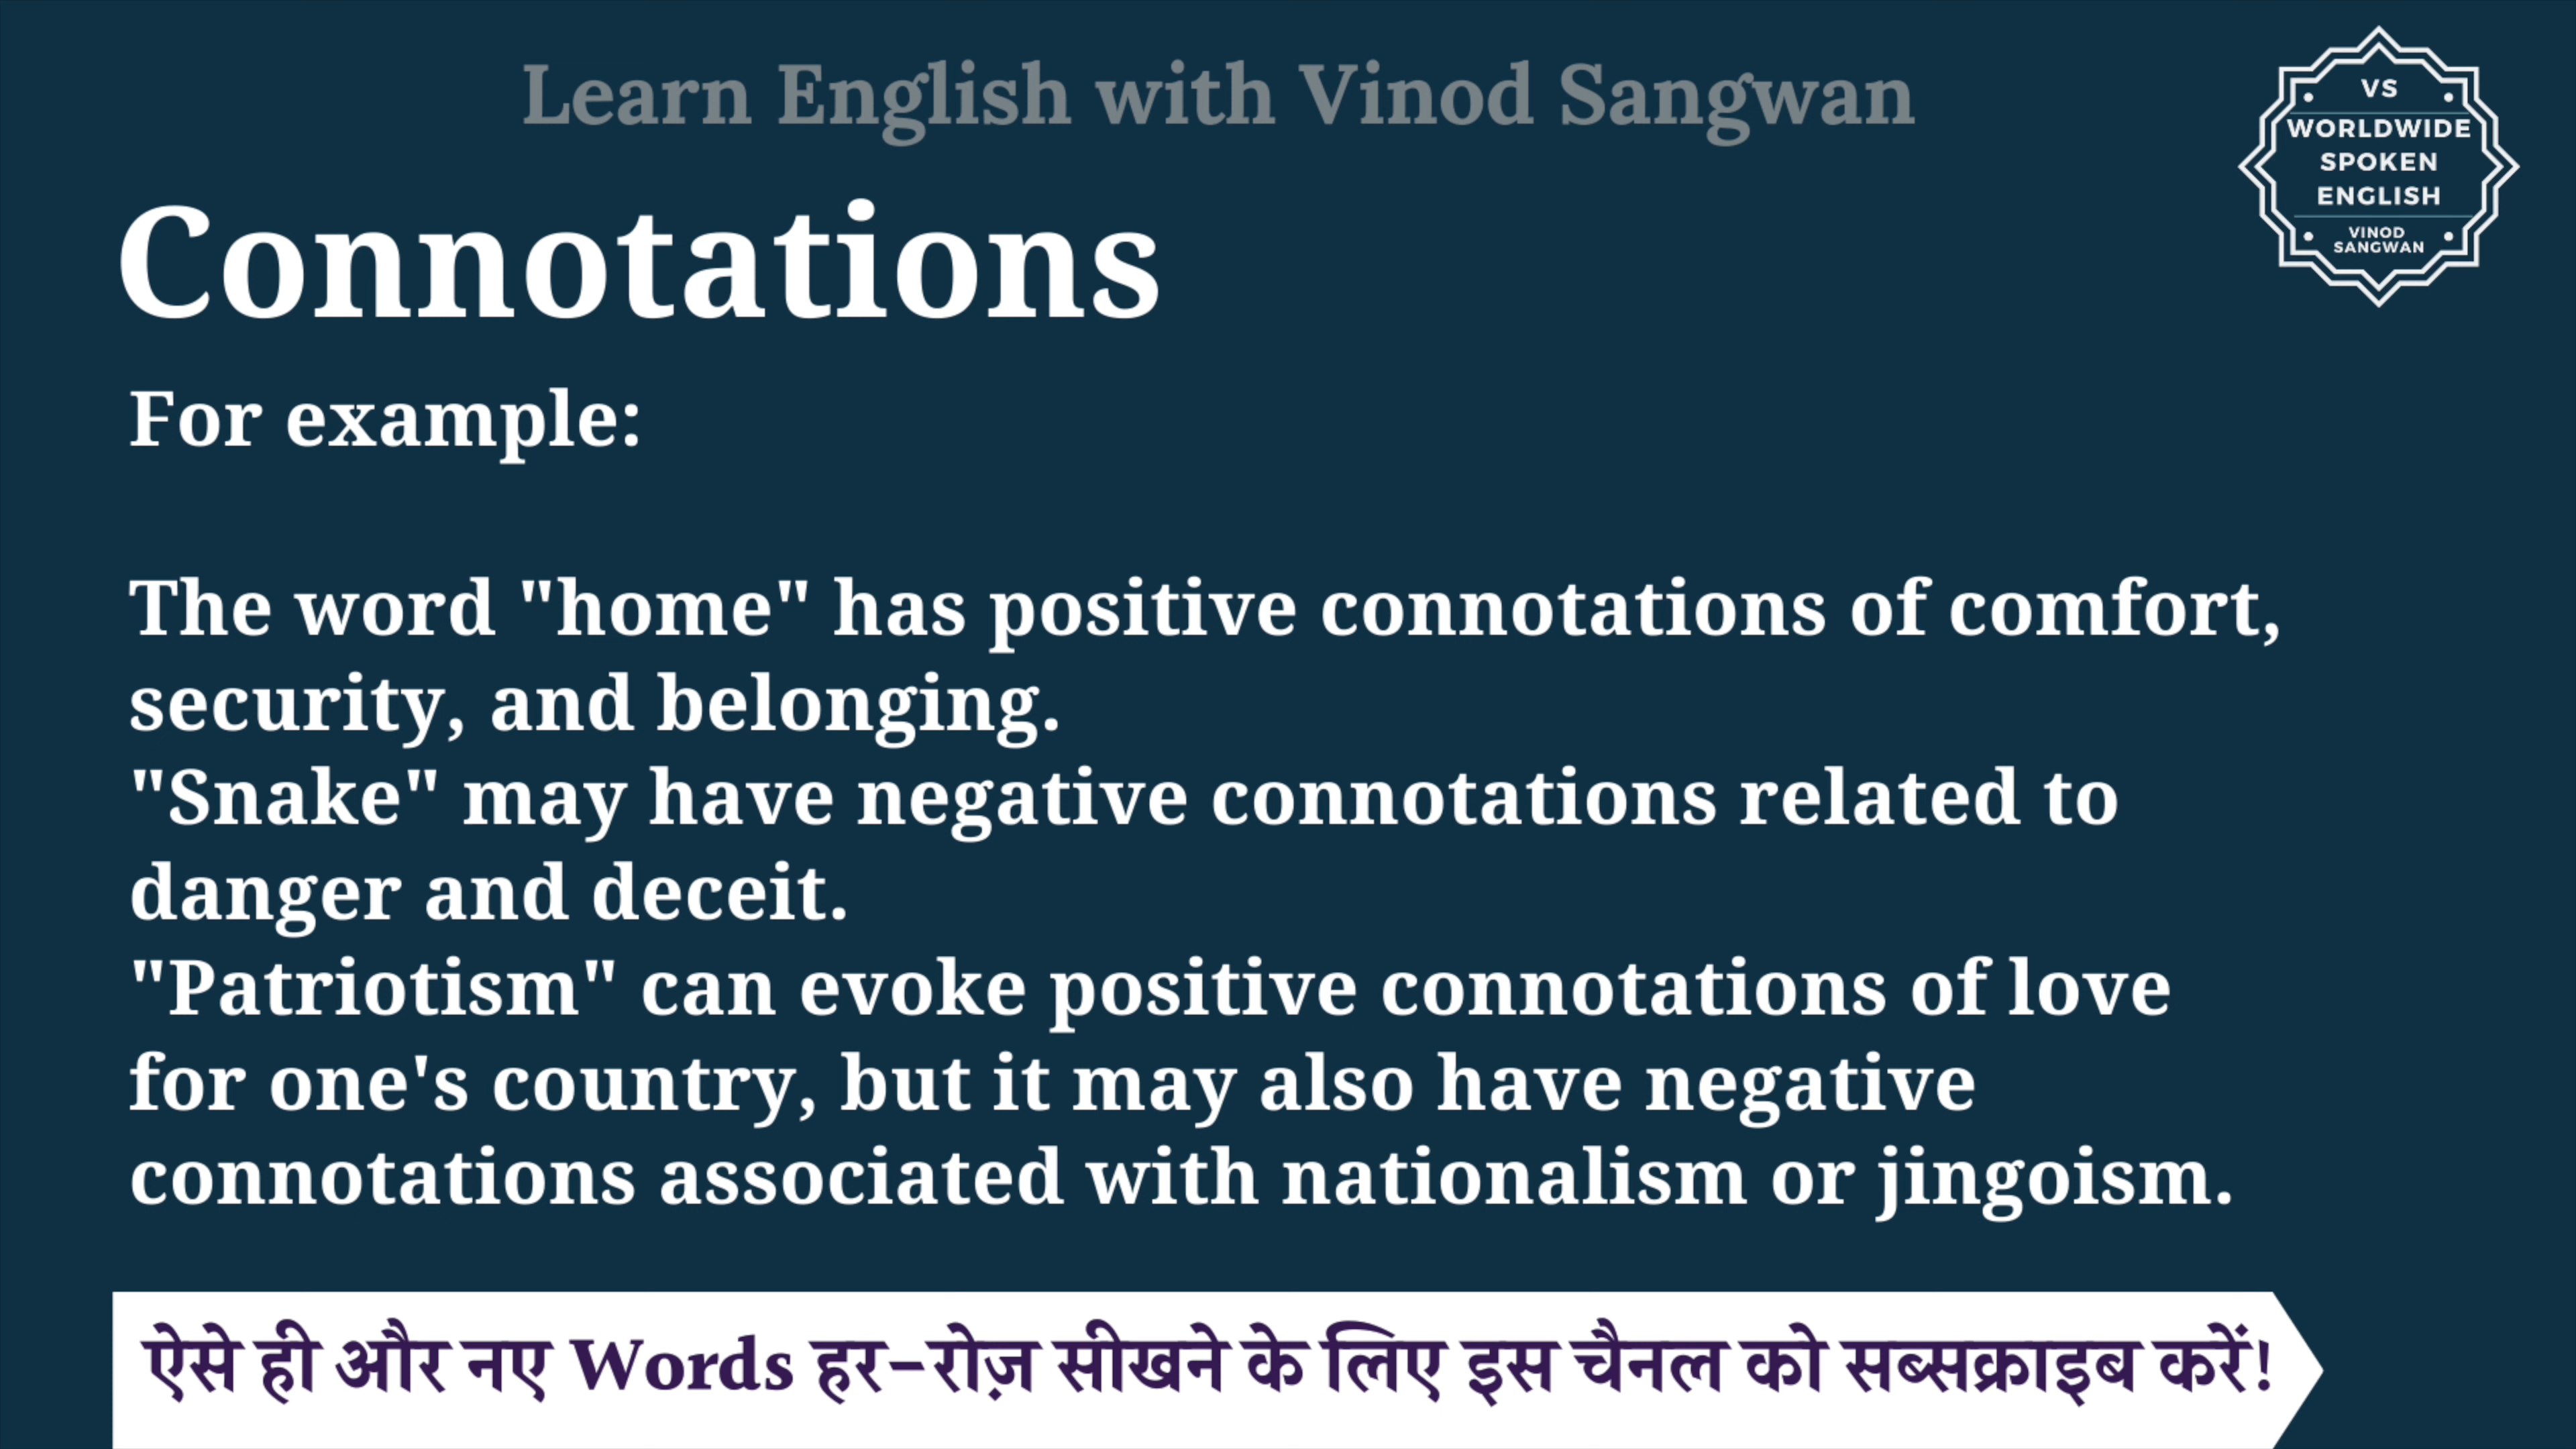 Learn English with Vinod Sangwan
VS
WORLDWIDE
SPOKEN
ENGLISH
VINOD
SANGWAN
Connotations
For example:
The word "home" has positive connotations of comfort,
security, and belonging.
"Snake" may have negative connotations related to
danger and deceit.
"Patriotism" can evoke positive connotations of love
for one's country, but it may also have negative
connotations associated with nationalism or jingoism.
ऐसे ही और नए Words हर-रोज़ सीखने के लिए इस चैनल को सब्सक्राइब करें!